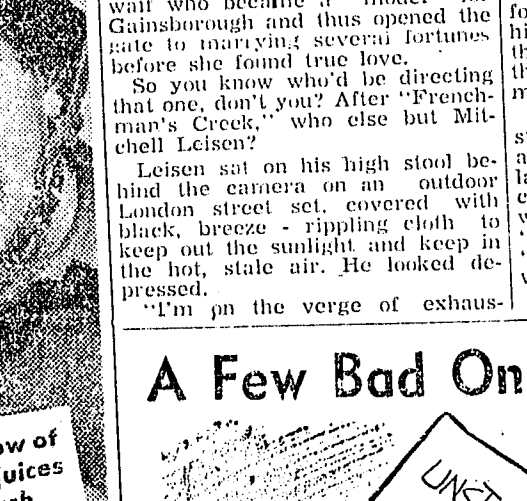 waif who became a model for
Gainsborough and thus opened the
gate to marrying several fortunes
before she found true love.
So you know who'd be directing
that one, don't you? After "French-
man's Creek," who else but Mit-
chell Leisen?
Leisen sat on his high stool be-
hind the camera on an outdoor
London street set, covered with
black, breeze - rippling cloth to
keep out the sunlight and keep in
the hot, stale air. He looked de-
pressed.
"I'm on the verge of exhaus-
A Few Bad On
ow of
uices
UNST